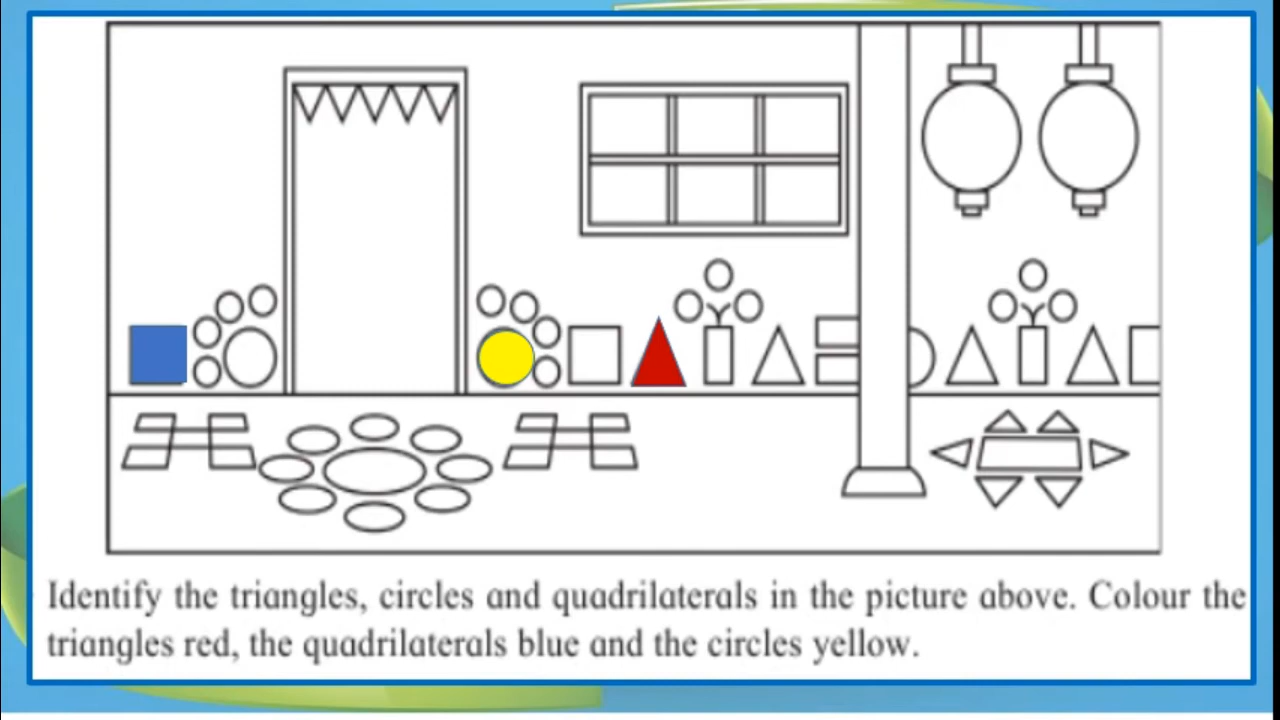 Identify the triangles, circles and quadrilaterals in the picture above. Colour the
triangles red, the quadrilaterals blue and the circles yellow.